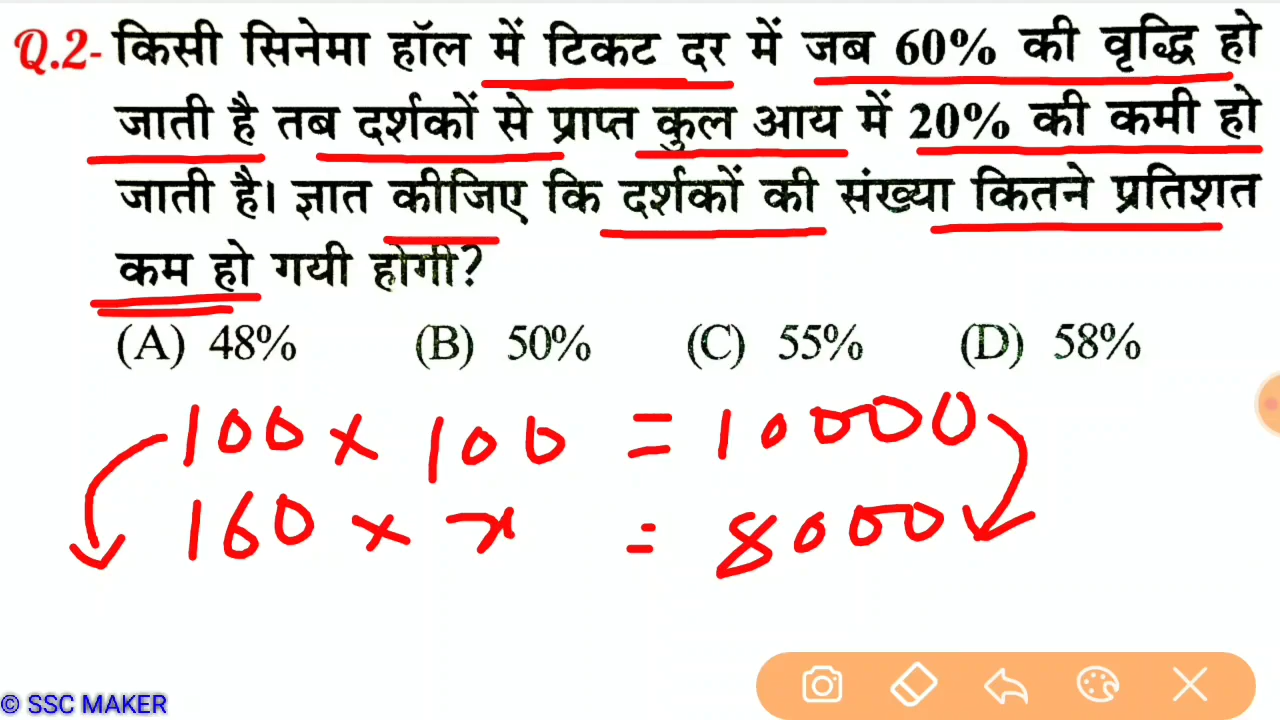 Q.2- किसी सिनेमा हॉल में टिकट दर में जब 60% की वृद्धि हो
जाती है तब दर्शकों से प्राप्त कुल आय में 20% की कमी हो
जाती है। ज्ञात कीजिए कि दर्शकों की संख्या कितने प्रतिशत
कम हो गयी होगी?
(A) 48% (B) 50% (C) 55% (D) 58%
100 × 100 = 10000
160 × x = 8000
© SSC MAKER